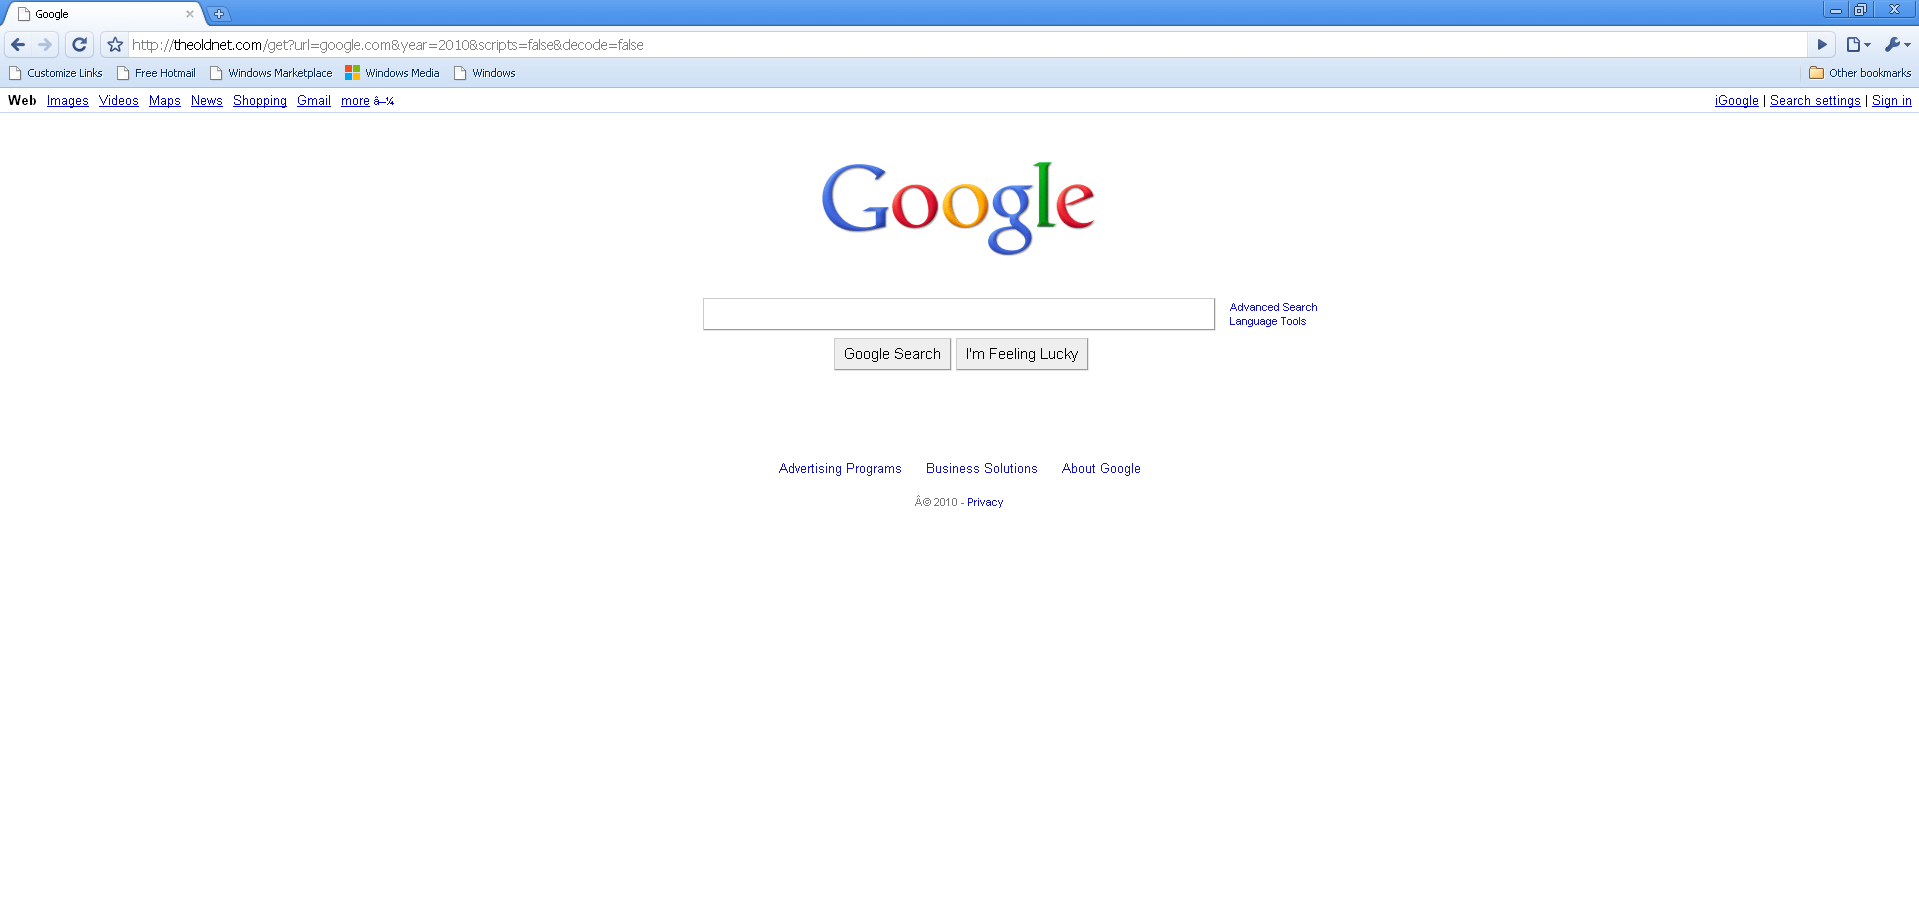 Google
http://theoldnet.com/get?url=google.com&year=2010&scripts=false&decode=false
Customize Links Free Hotmail Windows Marketplace Windows Media Windows Other bookmarks
Web Images Videos Maps News Shopping Gmail more â–¼ iGoogle | Search settings | Sign in
Google
Advanced Search
Language Tools
Google Search I'm Feeling Lucky
Advertising Programs Business Solutions About Google
Â© 2010 - Privacy